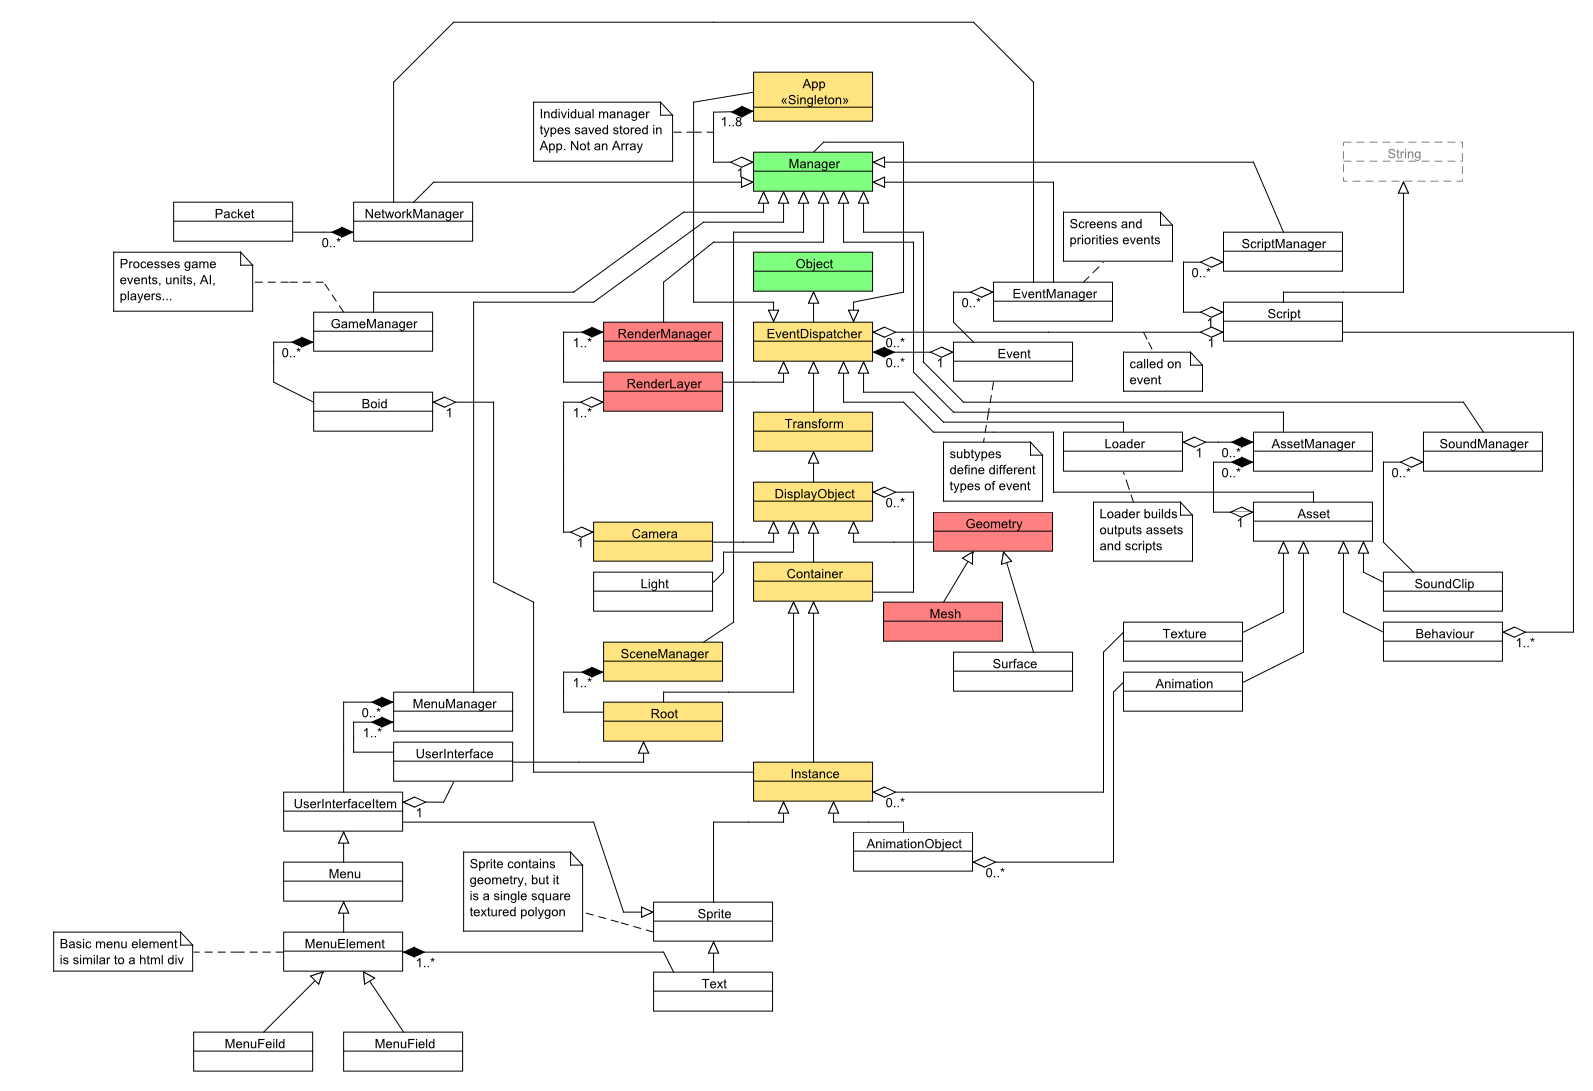 App
«Singleton»
1..8
Individual manager
types saved stored in
App. Not an Array
Manager
1
String
Packet
0..*
NetworkManager
Screens and
priorities events
ScriptManager
0..*
Processes game
events, units, AI,
players...
Object
EventManager
0..*
Script
1
1
GameManager
0..*
RenderManager
1..*
EventDispatcher
0..*
0..*
Event
1
called on
event
RenderLayer
1..*
Boid
1
Transform
subtypes
define different
types of event
Loader
1
0..*
AssetManager
0..*
SoundManager
0..*
DisplayObject
0..*
Loader builds
outputs assets
and scripts
Asset
1
Geometry
Camera
1
Light
Container
SoundClip
Mesh
Texture
Behaviour
1..*
SceneManager
1..*
Surface
Animation
MenuManager
0..*
1..*
Root
UserInterface
Instance
0..*
UserInterfaceItem
1
AnimationObject
0..*
Menu
Sprite contains
geometry, but it
is a single square
textured polygon
Sprite
Basic menu element
is similar to a html div
MenuElement
1..*
Text
MenuFeild
MenuField